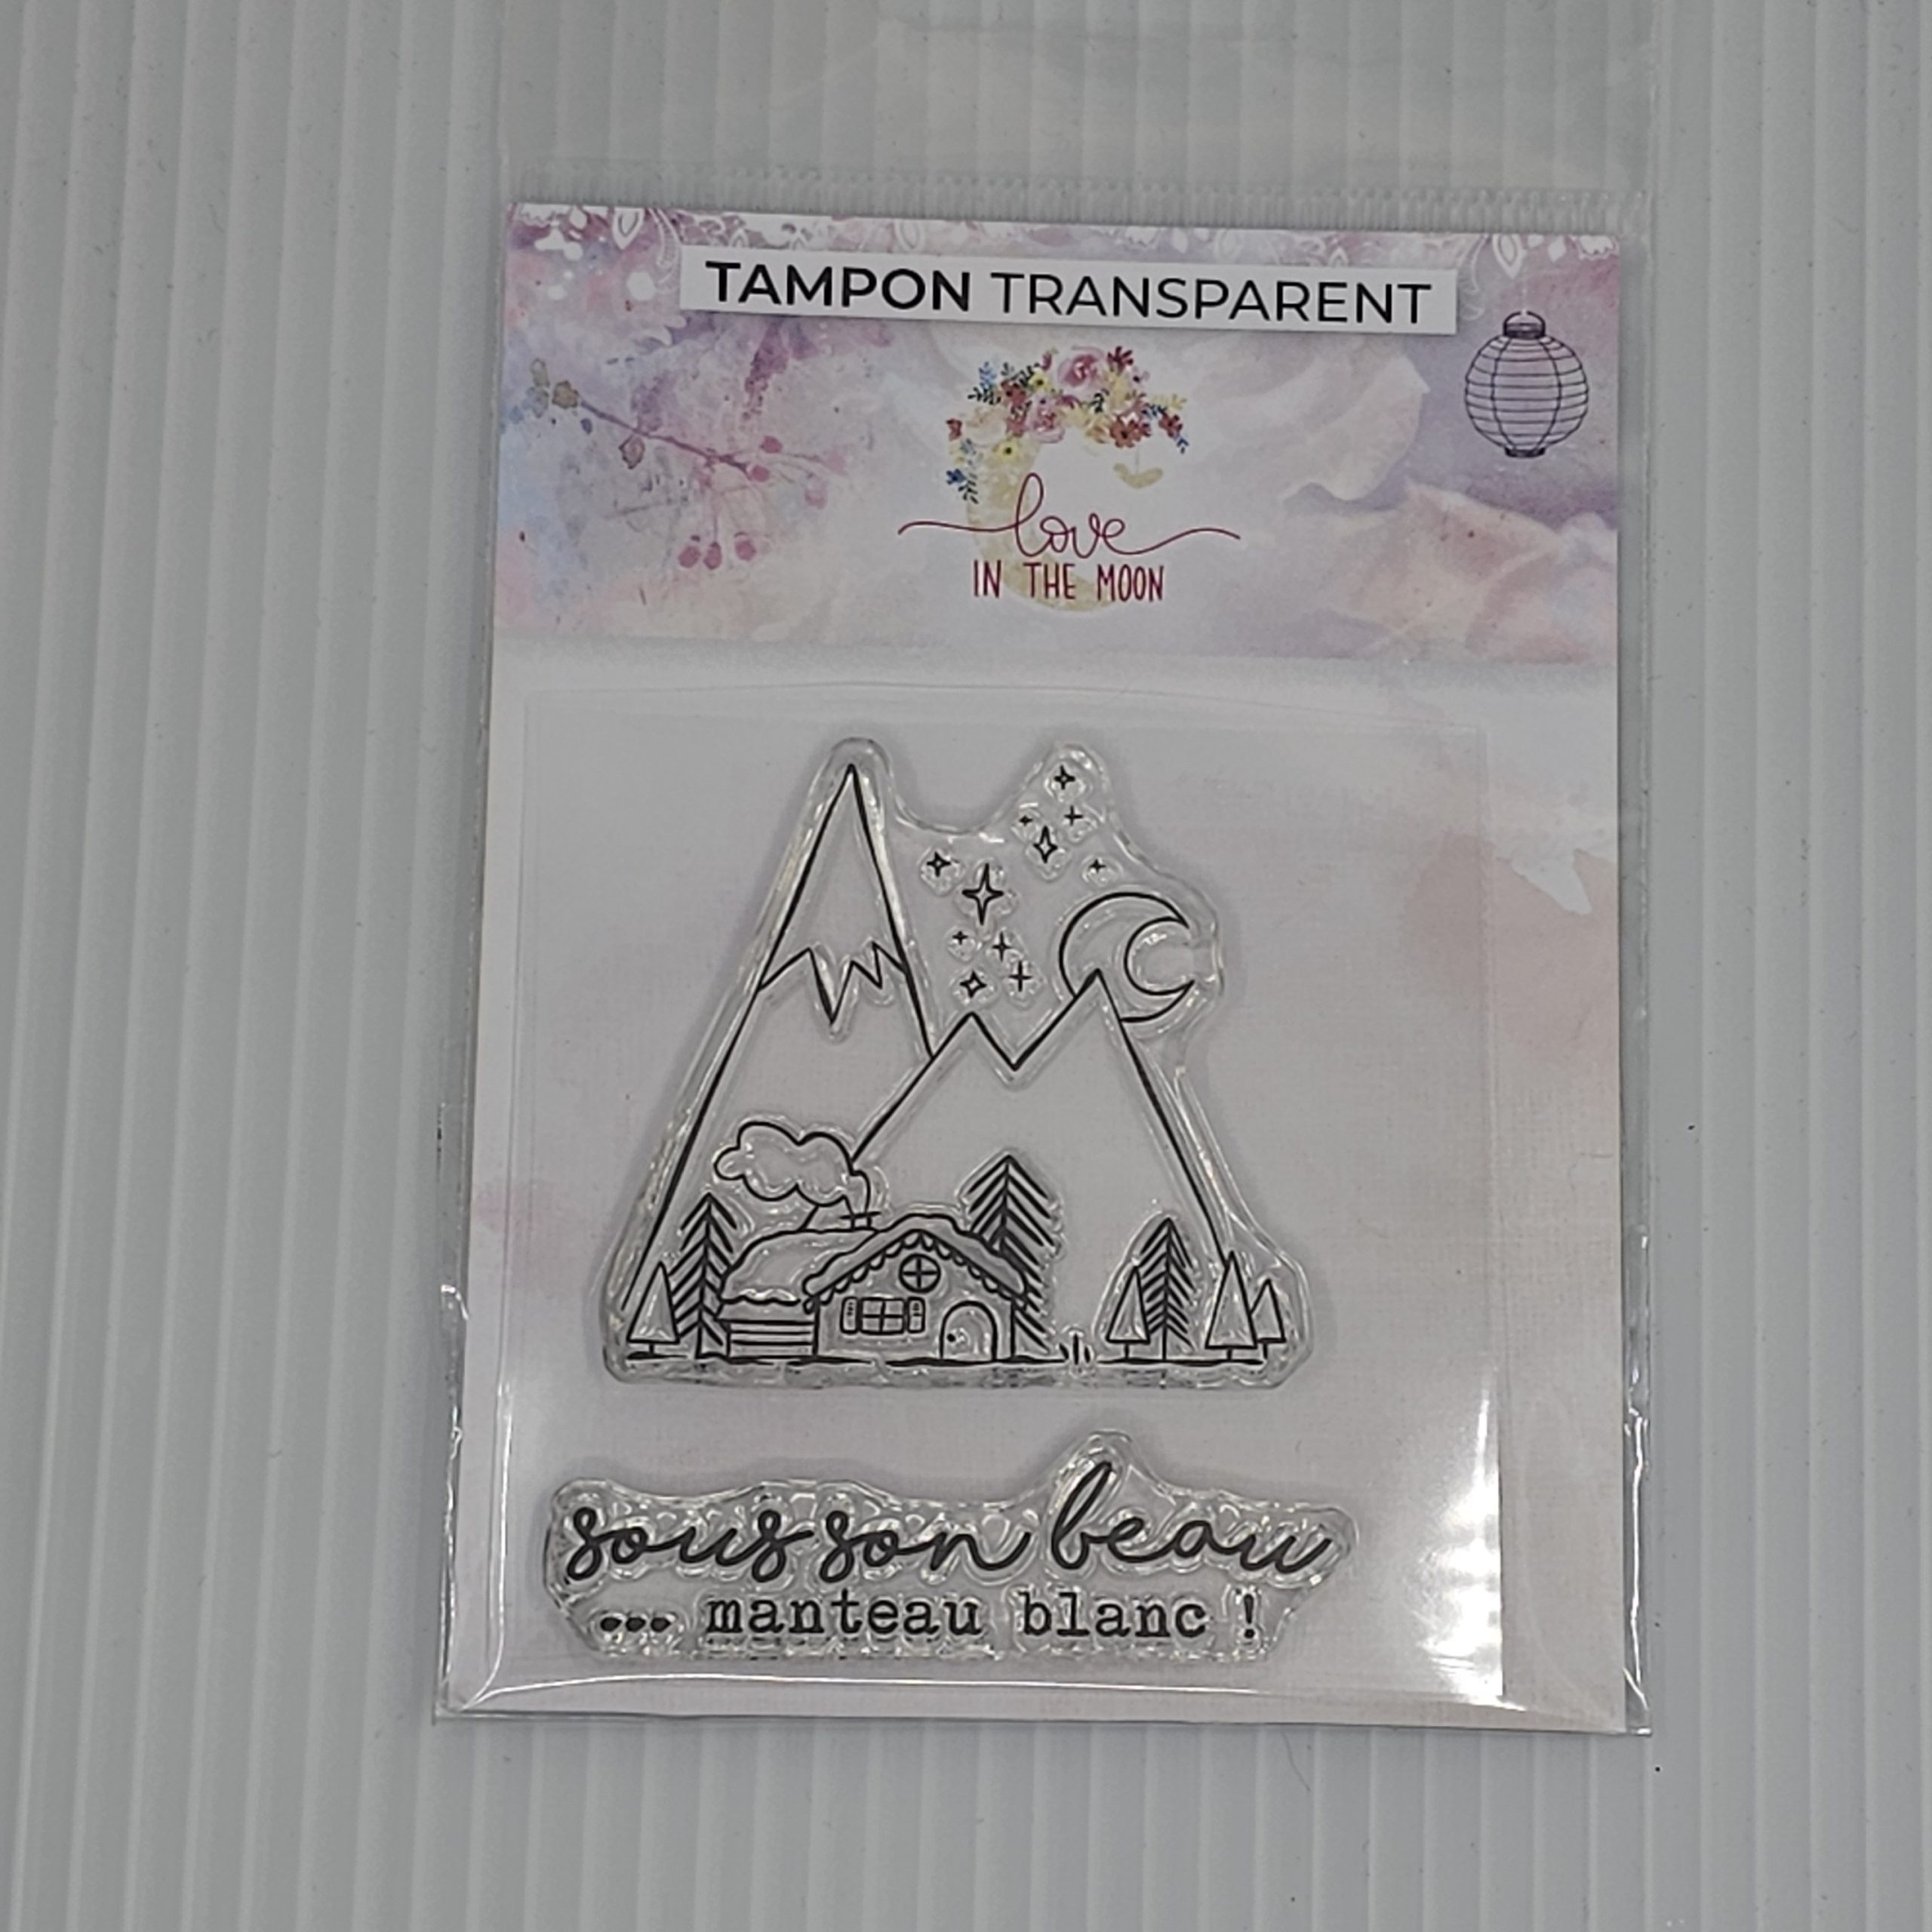 TAMPON TRANSPARENT
love
IN THE MOON
sous son beau
... manteau blanc !